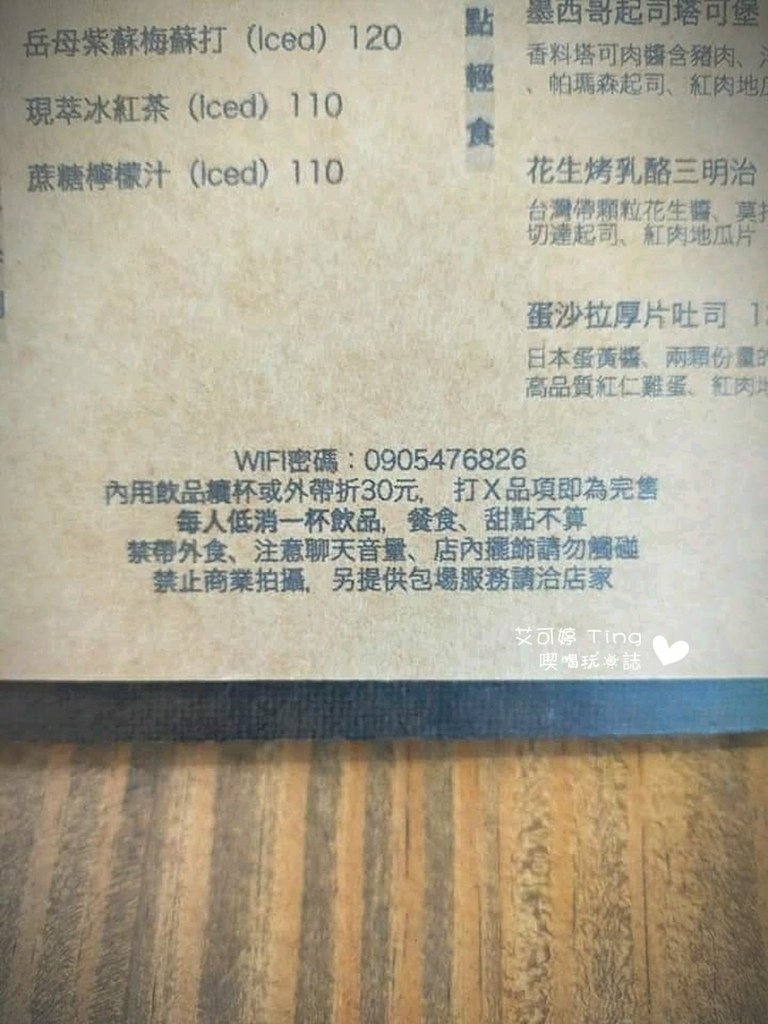 岳母紫蘇梅蘇打 (Iced) 120
現萃冰紅茶 (Iced) 110
蔗糖檸檬汁 (Iced) 110
點輕食
墨西哥起司塔可堡
香料塔可肉醬含豬肉、
、帕瑪森起司、紅肉地瓜
花生烤乳酪三明治
台灣帶顆粒花生醬、莫
切達起司、紅肉地瓜片
蛋沙拉厚片吐司
日本蛋黃醬、兩顆份量的
高品質紅仁雞蛋、紅肉地
WIFI密碼：0905476826
內用飲品續杯或外帶折30元， 打X品項即為完售
每人低消一杯飲品，餐食、甜點不算
禁帶外食、注意聊天音量、店內擺飾請勿觸碰
禁止商業拍攝，另提供包場服務請洽店家
艾可婷 Ting
喫喝玩樂誌